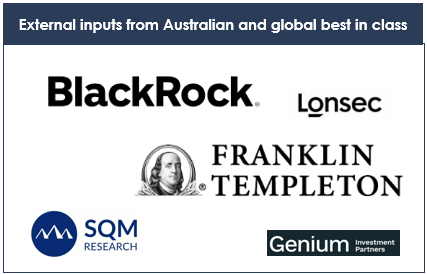 External inputs from Australian and global best in class
BlackRock®
Lonsec
FRANKLIN
® TEMPLETON
SQM
RESEARCH
Genium Investment
Partners